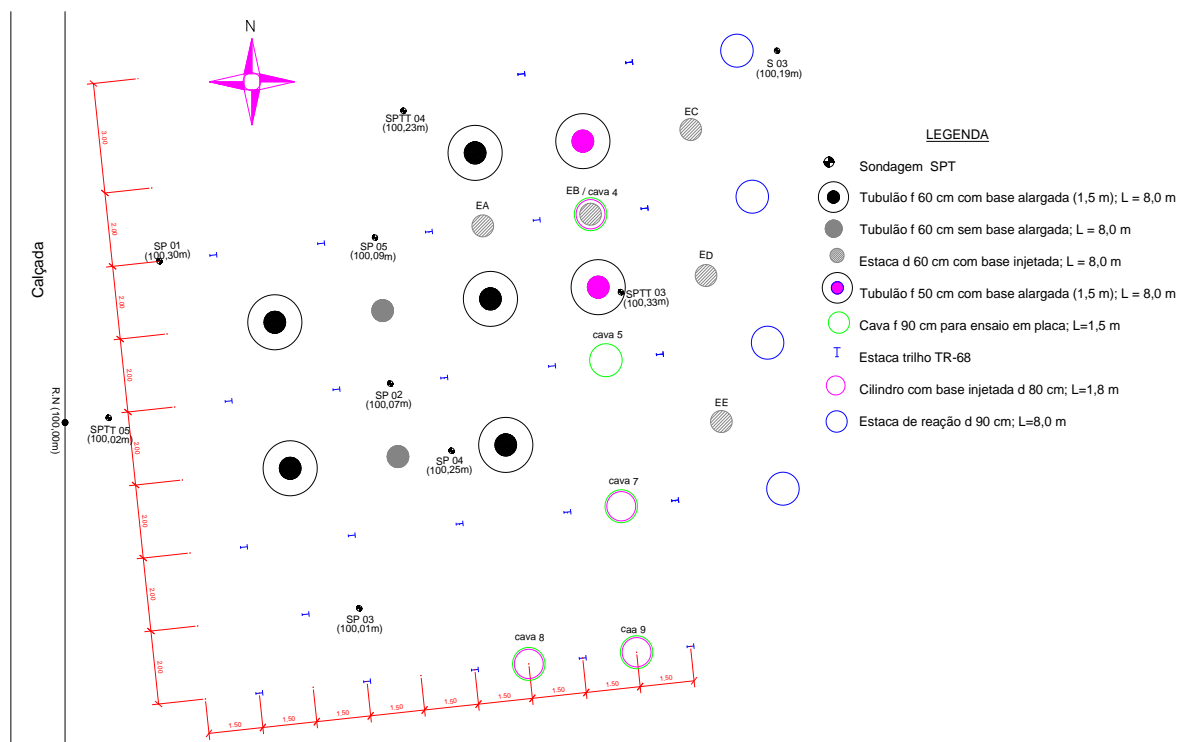 N
S 03
(100,19m)
SPTT 04
(100,23m)
EC
LEGENDA
Sondagem SPT
Tubulão f 60 cm com base alargada (1,5 m); L = 8,0 m
Tubulão f 60 cm sem base alargada; L = 8,0 m
Estaca d 60 cm com base injetada; L = 8,0 m
Tubulão f 50 cm com base alargada (1,5 m); L = 8,0 m
Cava f 90 cm para ensaio em placa; L=1,5 m
Estaca trilho TR-68
Cilindro com base injetada d 80 cm; L=1,8 m
Estaca de reação d 90 cm; L=8,0 m
EB / cava 4
EA
SP 01
(100,30m)
SP 05
(100,09m)
ED
Calçada
SPTT 03
(100,33m)
cava 5
SP 02
(100,07m)
EE
R.N (100,00m)
SPTT 05
(100,02m)
SP 04
(100,25m)
cava 7
SP 03
(100,01m)
cava 8
caa 9
3.00
2.00
2.00
2.00
2.00
2.00
2.00
2.00
1.50
1.50
1.50
1.50
1.50
1.50
1.50
1.50
1,50